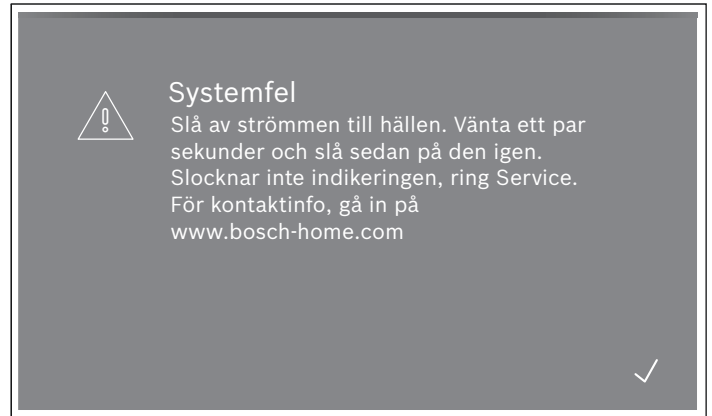 Systemfel
Slå av strömmen till hällen. Vänta ett par
sekunder och slå sedan på den igen.
Slocknar inte indikeringen, ring Service.
För kontaktinfo, gå in på
www.bosch-home.com